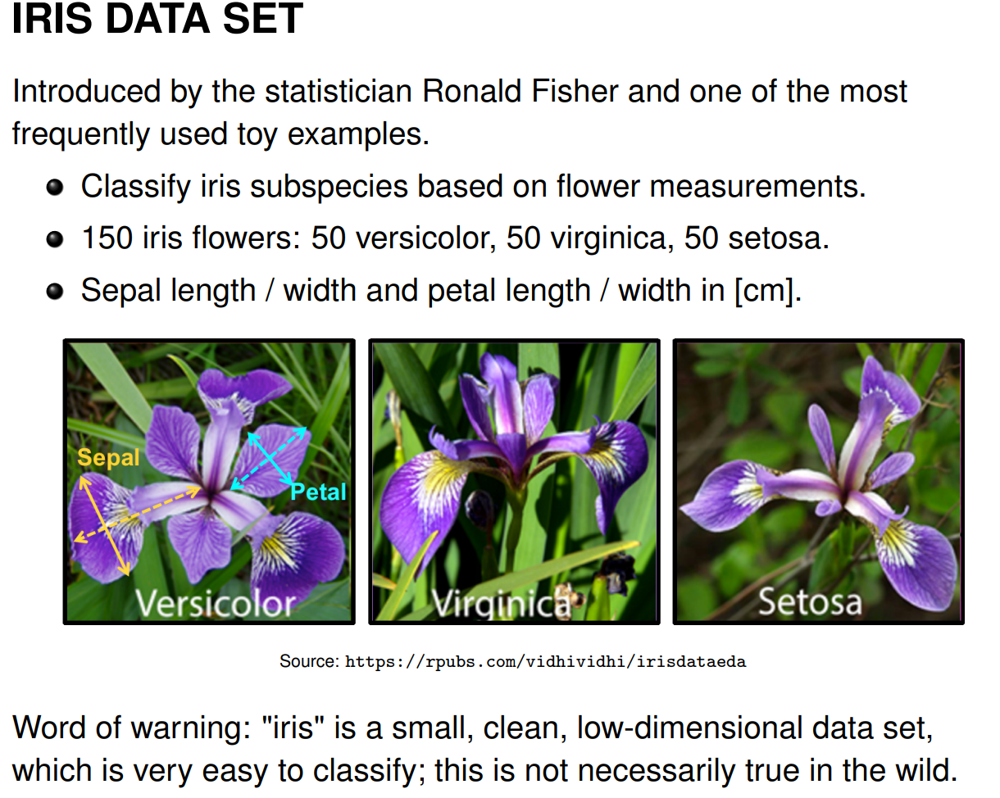 IRIS DATA SET
Introduced by the statistician Ronald Fisher and one of the most
frequently used toy examples.
Classify iris subspecies based on flower measurements.
150 iris flowers: 50 versicolor, 50 virginica, 50 setosa.
Sepal length / width and petal length / width in [cm].
Sepal
Petal
Versicolor
Virginica
Setosa
Source: https://rpubs.com/vidhividhi/irisdataeda
Word of warning: "iris" is a small, clean, low-dimensional data set,
which is very easy to classify; this is not necessarily true in the wild.